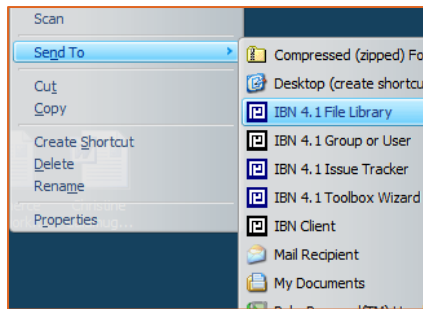 Scan
Send To
Cut
Copy
Create Shortcut
Delete
Rename
Properties
Compressed (zipped) Fo
Desktop (create shortcu
IBN 4.1 File Library
IBN 4.1 Group or User
IBN 4.1 Issue Tracker
IBN 4.1 Toolbox Wizard
IBN Client
Mail Recipient
My Documents